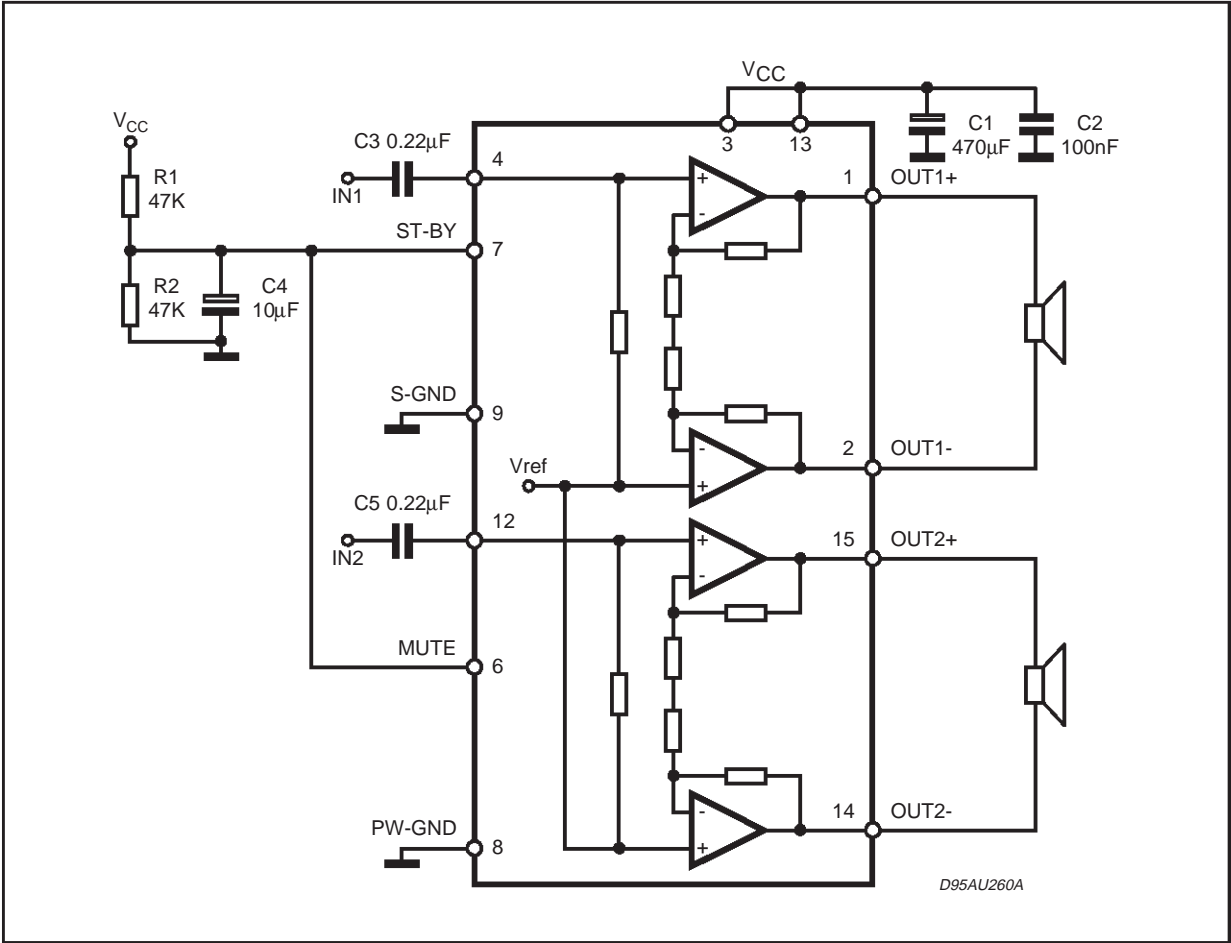 VCC
VCC
C1
470μF
C2
100nF
3
13
R1
47K
C3 0.22μF
IN1
4
+
-
1
OUT1+
ST-BY
7
R2
47K
C4
10μF
S-GND
9
Vref
-
+
2
OUT1-
C5 0.22μF
IN2
12
+
-
15
OUT2+
MUTE
6
PW-GND
8
-
+
14
OUT2-
D95AU260A